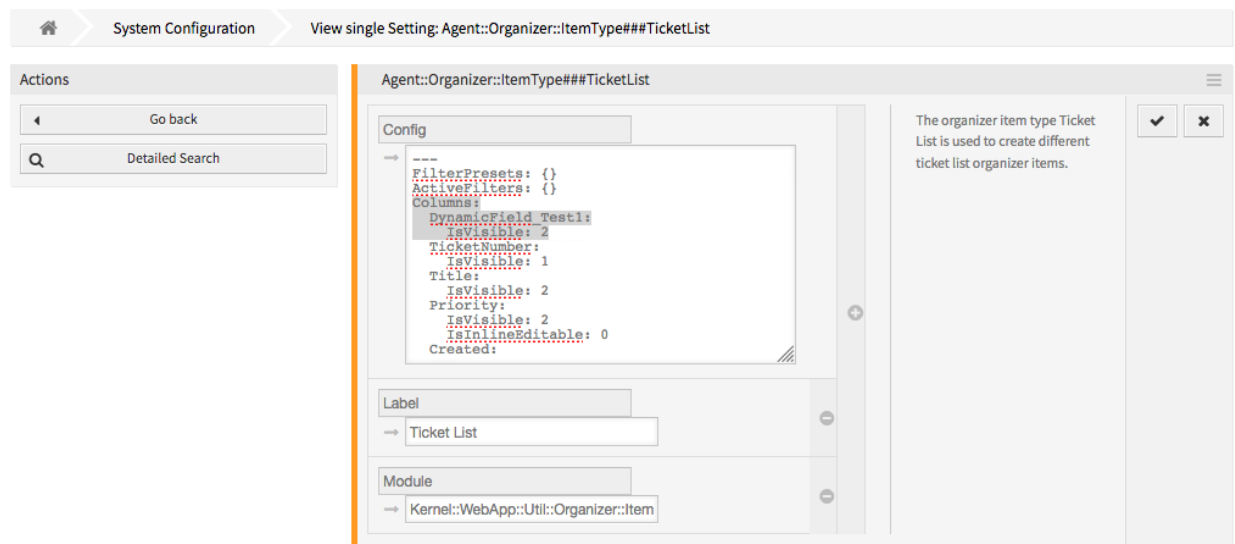 System Configuration
View single Setting: Agent::Organizer::ItemType###TicketList
Actions
Go back
Detailed Search
Agent::Organizer::ItemType###TicketList
Config
---
FilterPresets: {}
ActiveFilters: {}
Columns:
DynamicField_Test1:
IsVisible: 2
TicketNumber:
IsVisible: 1
Title:
IsVisible: 2
Priority:
IsVisible: 2
IsInlineEditable: 0
Created:
Label
Ticket List
Module
Kernel::WebApp::Util::Organizer::Item
The organizer item type Ticket
List is used to create different
ticket list organizer items.